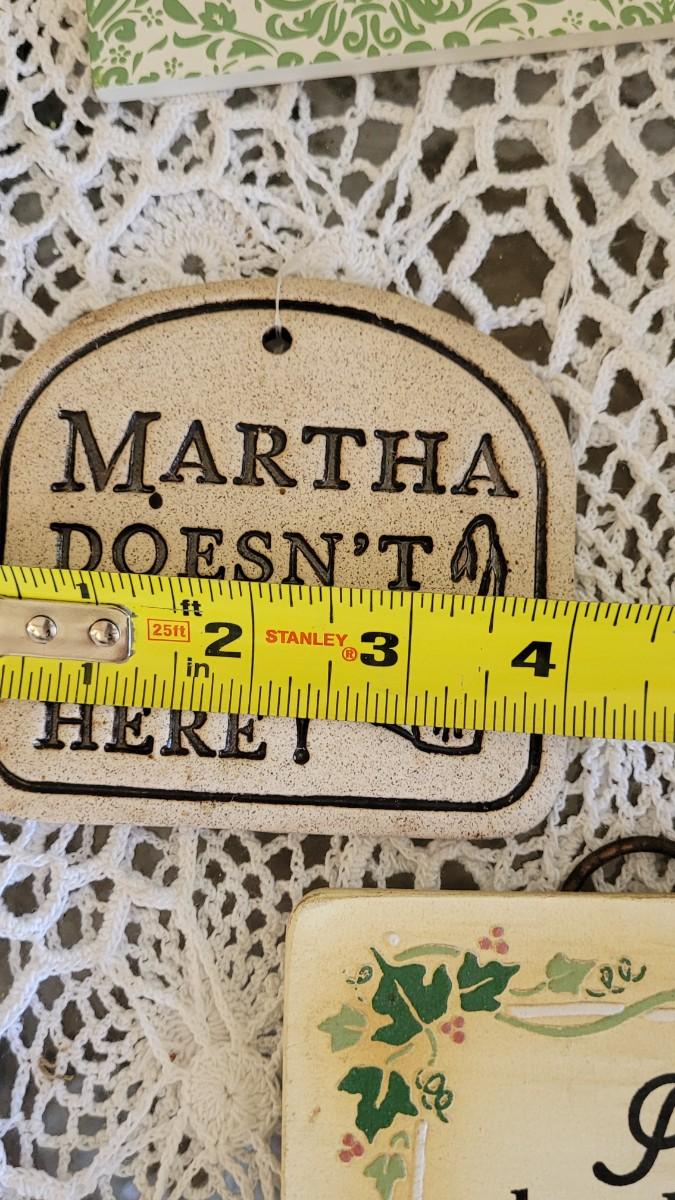 MARTHA
DOESN'T
1 ft
25ft 2 STANLEY® 3 4
1 in
HERE!